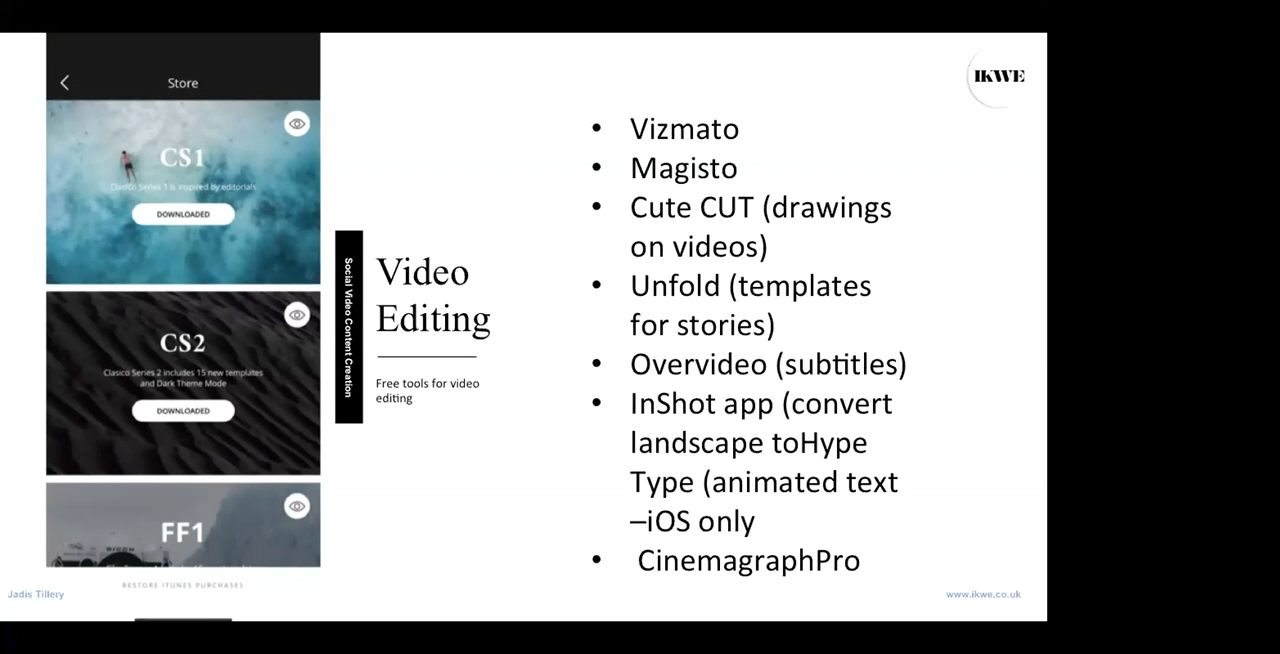 Store
CS1
Clasico Series 1 is inspired by editorials
DOWNLOADED
CS2
Clasico Series 2 includes 15 new templates
and Dark Theme Mode
DOWNLOADED
FF1
RESTORE iTUNES PURCHASES
Jadis Tillery
Social Video Content Creation
Video
Editing
Free tools for video
editing
IKWE
• Vizmato
• Magisto
• Cute CUT (drawings
on videos)
• Unfold (templates
for stories)
• Overvideo (subtitles)
• InShot app (convert
landscape toHype
Type (animated text
–iOS only
• CinemagraphPro
www.ikwe.co.uk